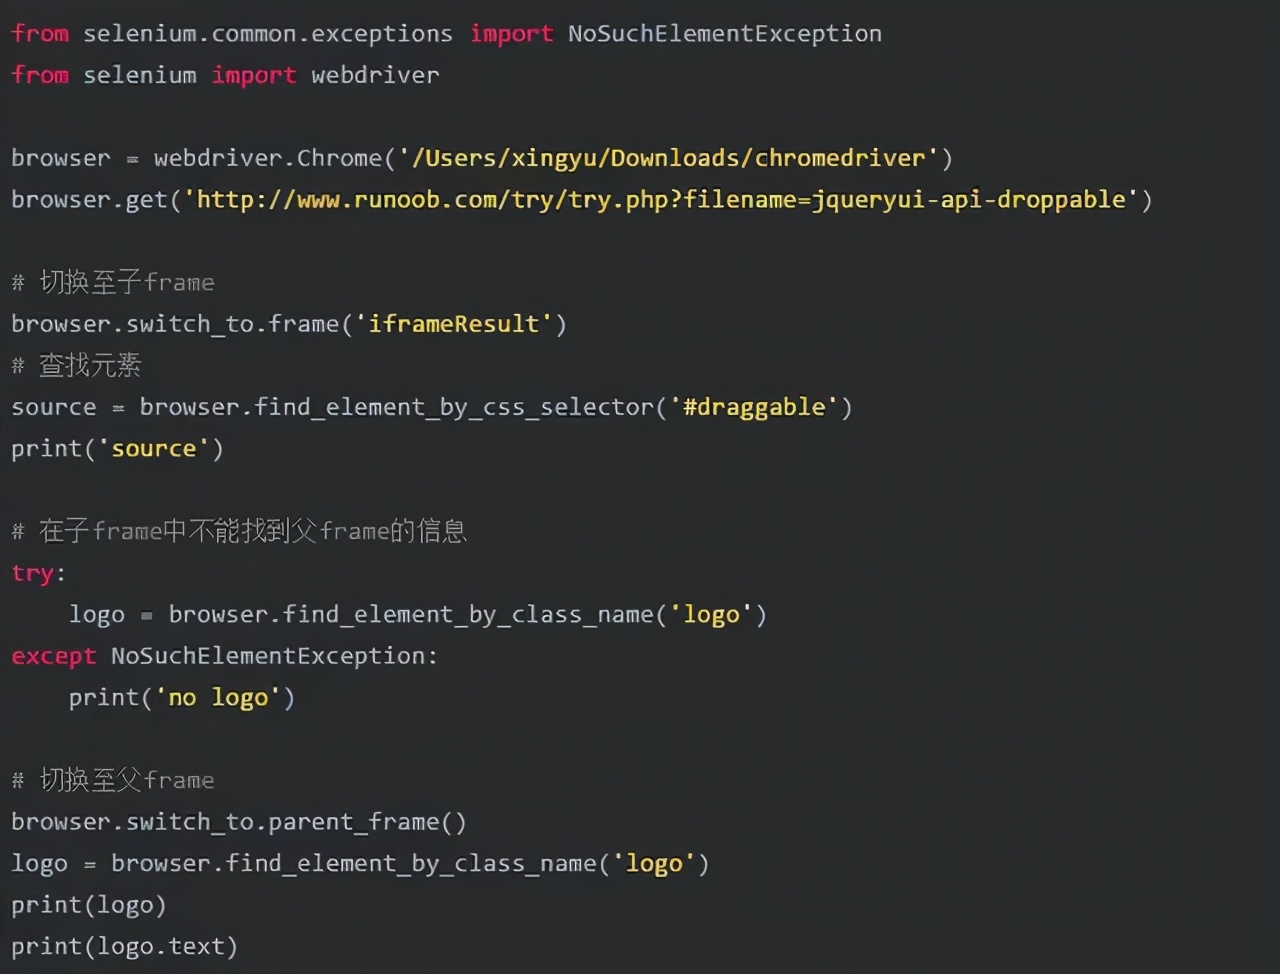 from selenium.common.exceptions import NoSuchElementException
from selenium import webdriver
browser = webdriver.Chrome('/Users/xingyu/Downloads/chromedriver')
browser.get('http://www.runoob.com/try/try.php?filename=jqueryui-api-droppable')
# 切换至子frame
browser.switch_to.frame('iframeResult')
# 查找元素
source = browser.find_element_by_css_selector('#draggable')
print('source')
# 在子frame中不能找到父frame的信息
try:
    logo = browser.find_element_by_class_name('logo')
except NoSuchElementException:
    print('no logo')
# 切换至父frame
browser.switch_to.parent_frame()
logo = browser.find_element_by_class_name('logo')
print(logo)
print(logo.text)